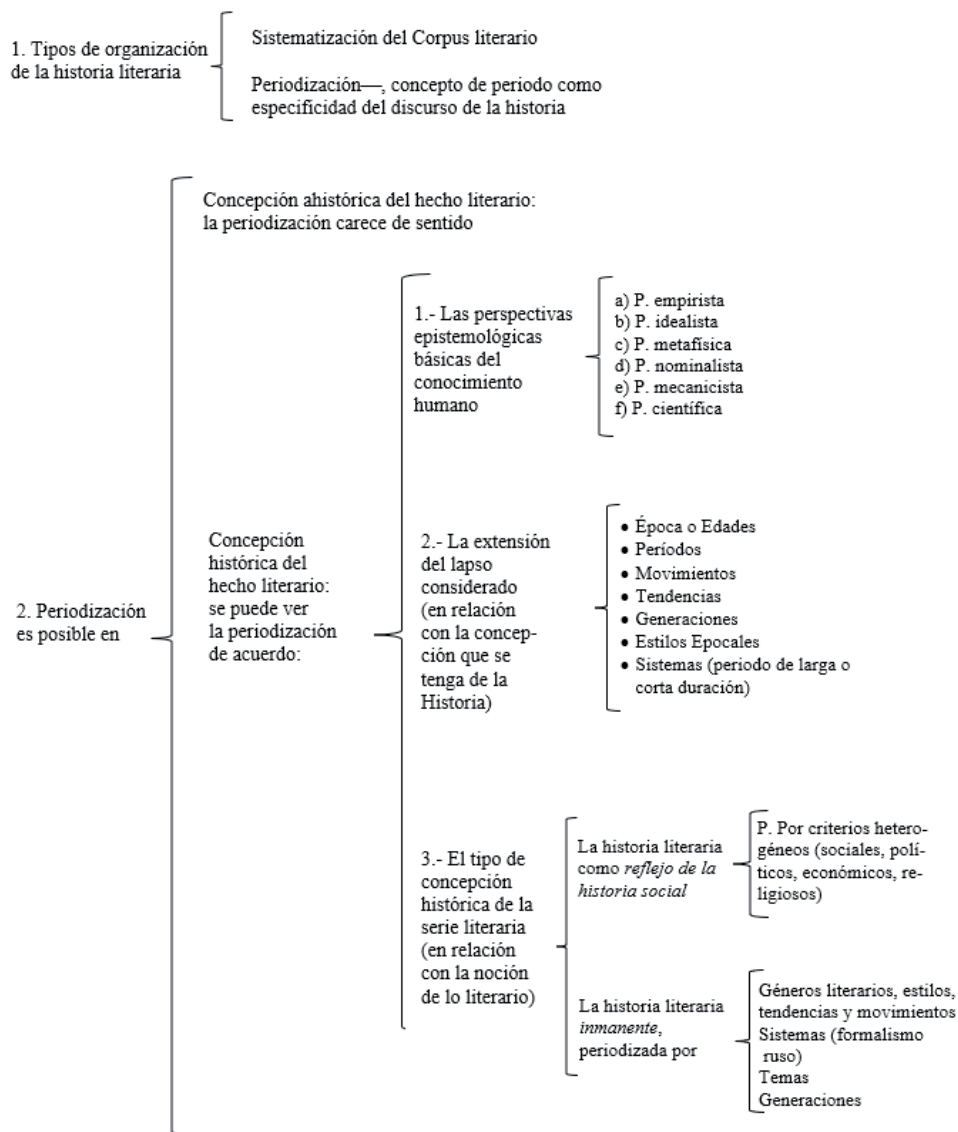 1. Tipos de organización
de la historia literaria
Sistematización del Corpus literario
Periodización—, concepto de periodo como
especificidad del discurso de la historia
2. Periodización
es posible en
Concepción ahistórica del hecho literario:
la periodización carece de sentido
Concepción
histórica del
hecho literario:
se puede ver
la periodización
de acuerdo:
1.- Las perspectivas
epistemológicas
básicas del
conocimiento
humano
a) P. empirista
b) P. idealista
c) P. metafísica
d) P. nominalista
e) P. mecanicista
f) P. científica
2.- La extensión
del lapso
considerado
(en relación
con la concep-
ción que se
tenga de la
Historia)
• Época o Edades
• Períodos
• Movimientos
• Tendencias
• Generaciones
• Estilos Epocales
• Sistemas (periodo de larga o
corta duración)
3.- El tipo de
concepción
histórica de la
serie literaria
(en relación
con la noción
de lo literario)
La historia literaria
como reflejo de la
historia social
P. Por criterios hetero-
géneos (sociales, polí-
ticos, económicos, re-
ligiosos)
La historia literaria
inmanente,
periodizada por
Géneros literarios, estilos,
tendencias y movimientos
Sistemas (formalismo
ruso)
Temas
Generaciones